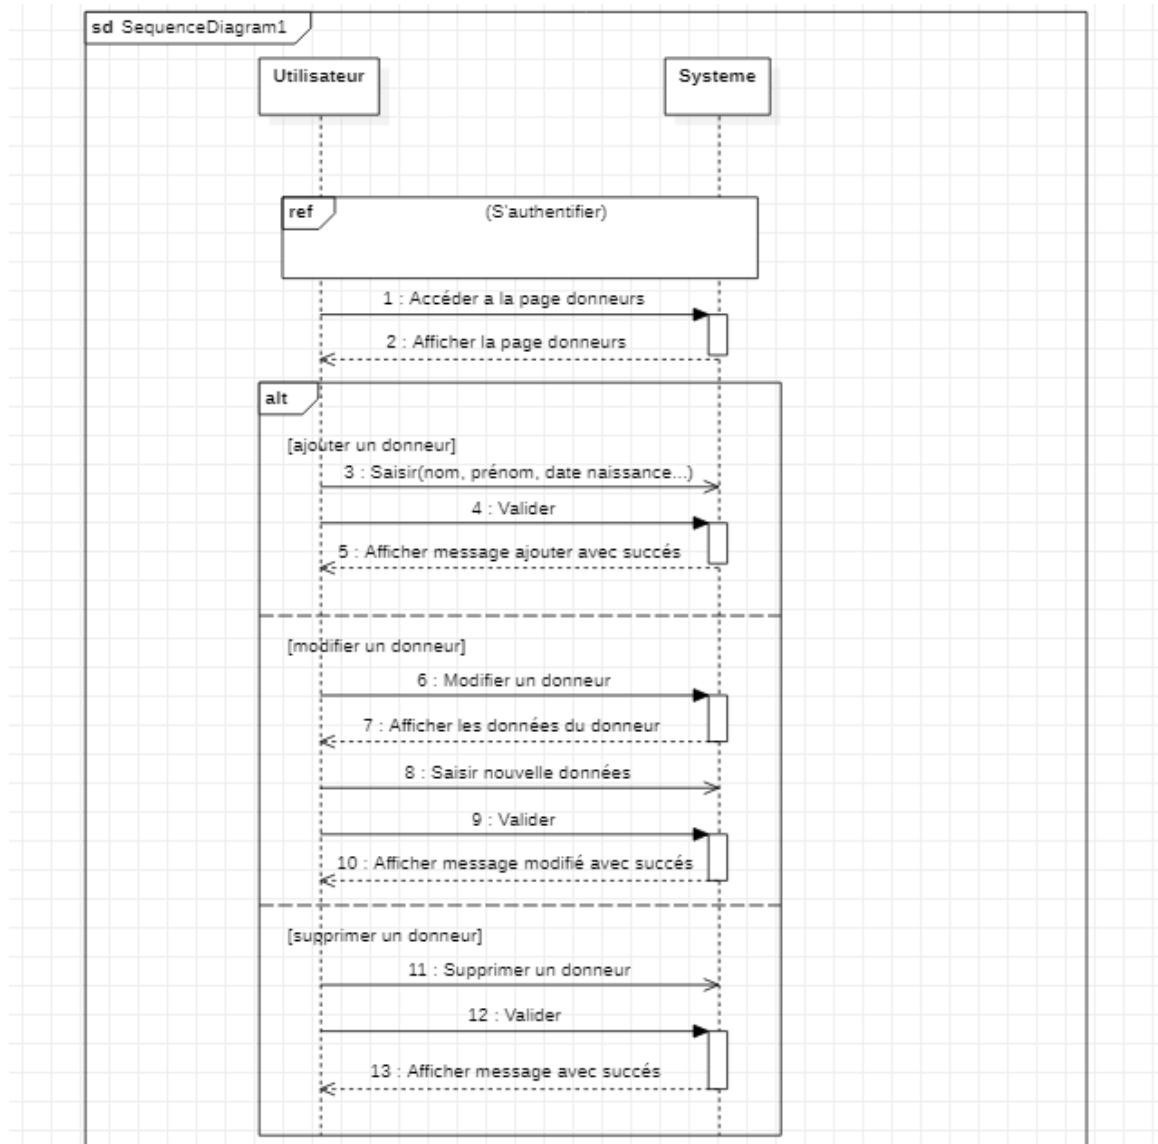 sd SequenceDiagram1
Utilisateur
Systeme
ref
(S'authentifier)
1 : Accéder a la page donneurs
2 : Afficher la page donneurs
alt
[ajouter un donneur]
3 : Saisir(nom, prénom, date naissance...)
4 : Valider
5 : Afficher message ajouter avec succés
[modifier un donneur]
6 : Modifier un donneur
7 : Afficher les données du donneur
8 : Saisir nouvelle données
9 : Valider
10 : Afficher message modifié avec succés
[supprimer un donneur]
11 : Supprimer un donneur
12 : Valider
13 : Afficher message avec succés